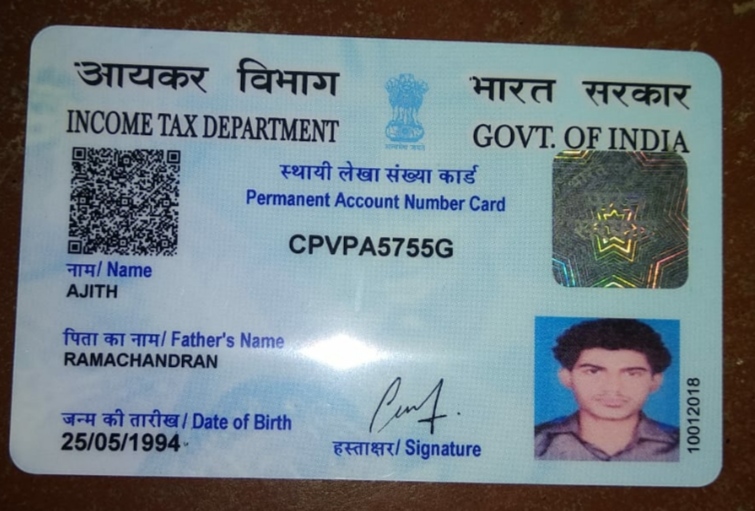 आयकर विभाग
भारत सरकार
INCOME TAX DEPARTMENT
GOVT. OF INDIA
स्थायी लेखा संख्या कार्ड
Permanent Account Number Card
CPVPA5755G
नाम/ Name
AJITH
पिता का नाम/ Father's Name
RAMACHANDRAN
जन्म की तारीख / Date of Birth
25/05/1994
हस्ताक्षर/ Signature
10012018